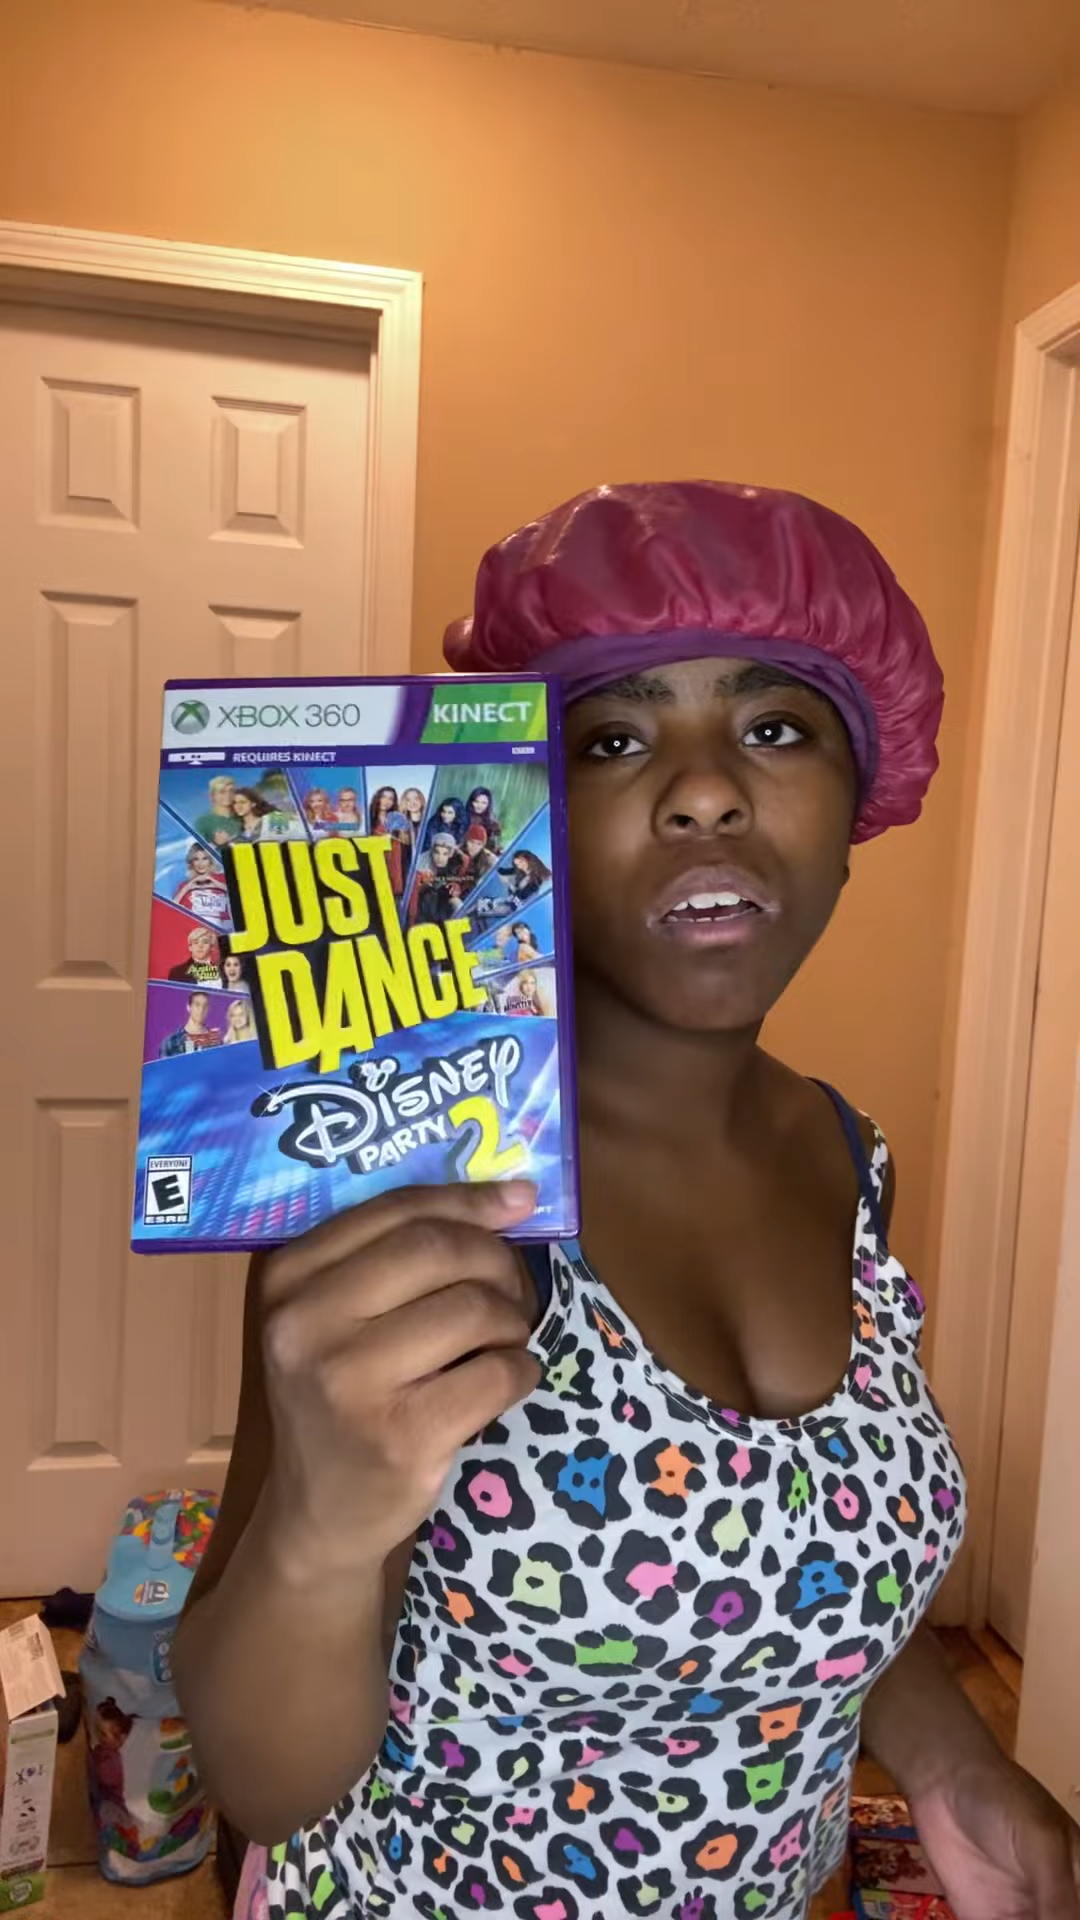 XBOX 360
KINECT
REQUIRES KINECT
JUST
DANCE
DISNEY
PARTY 2
EVERYONE
E
ESRB